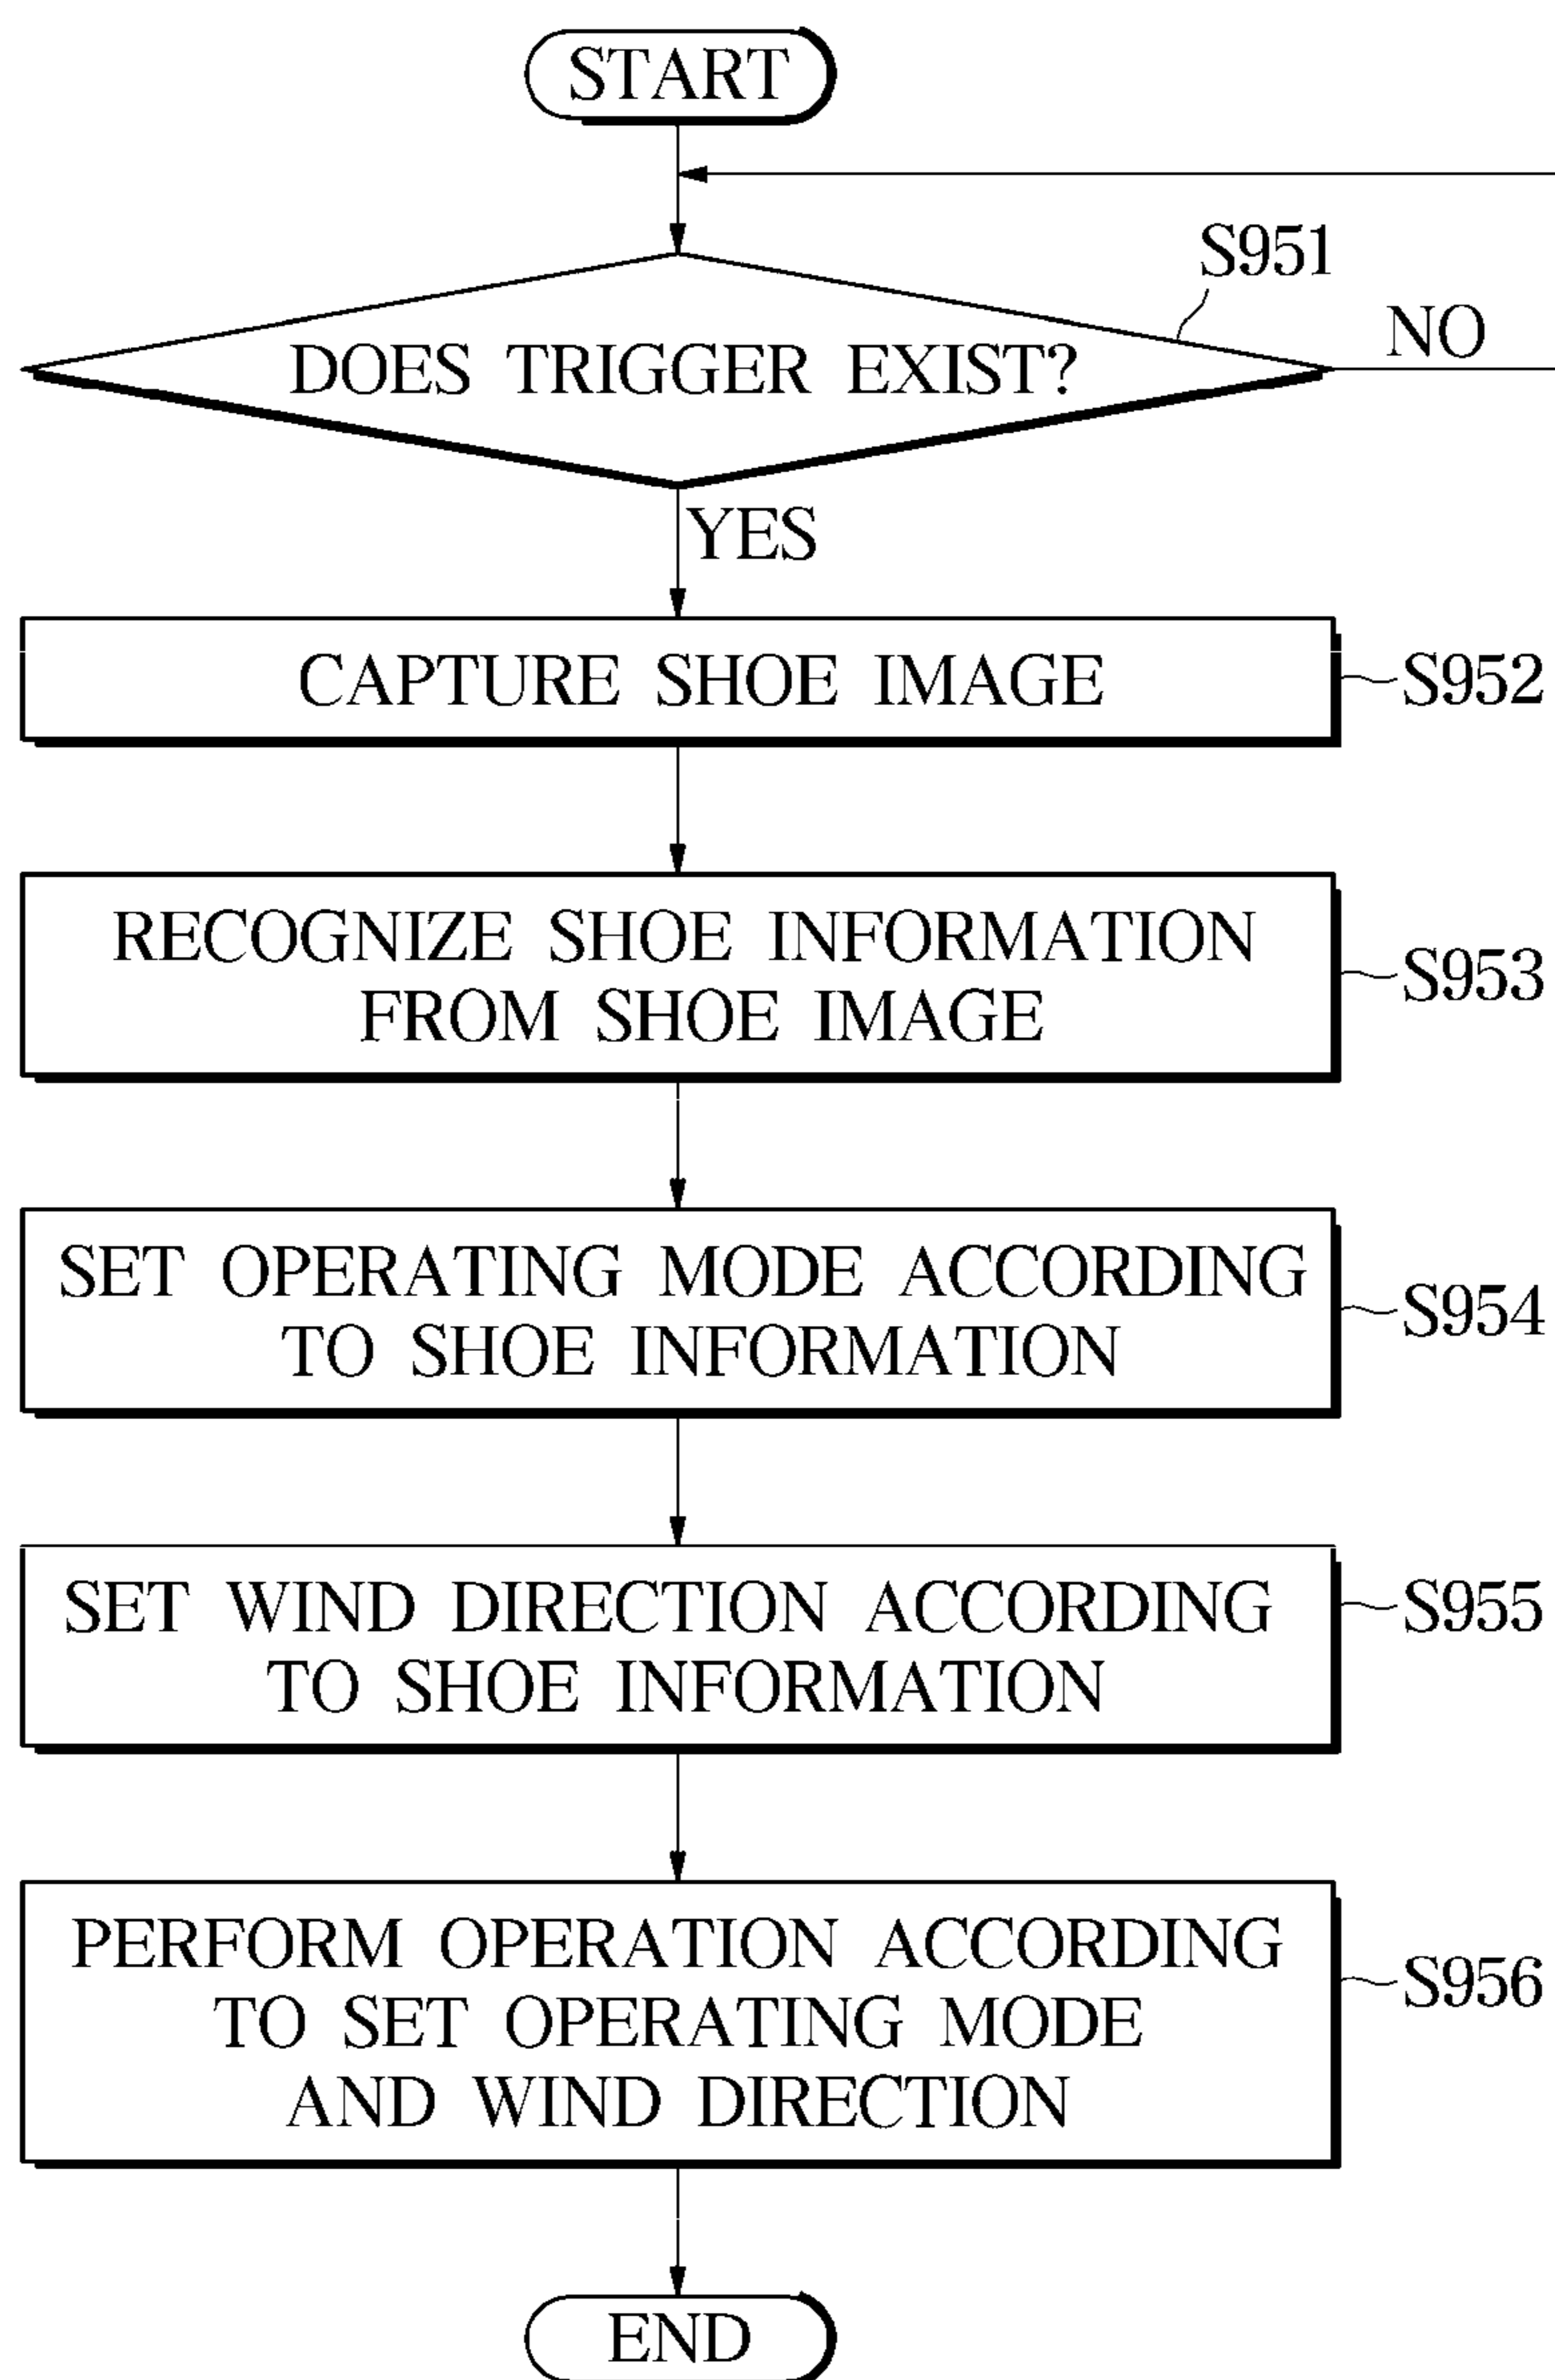 START
S951
DOES TRIGGER EXIST?
NO
YES
CAPTURE SHOE IMAGE
S952
RECOGNIZE SHOE INFORMATION
FROM SHOE IMAGE
S953
SET OPERATING MODE ACCORDING
TO SHOE INFORMATION
S954
SET WIND DIRECTION ACCORDING
TO SHOE INFORMATION
S955
PERFORM OPERATION ACCORDING
TO SET OPERATING MODE
AND WIND DIRECTION
S956
END